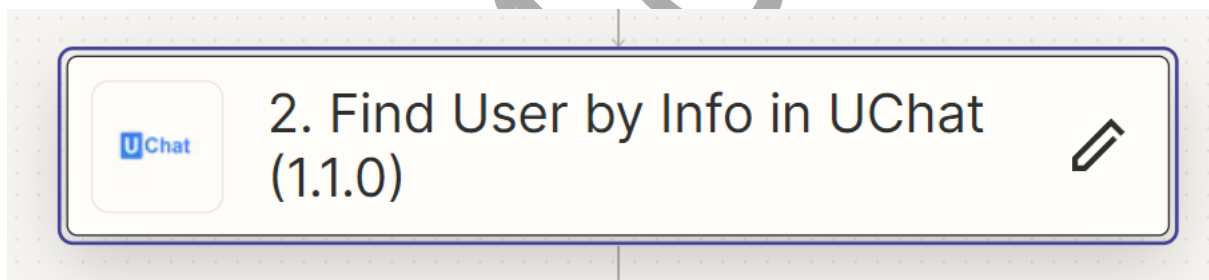 2. Find User by Info in UChat
(1.1.0)
UChat